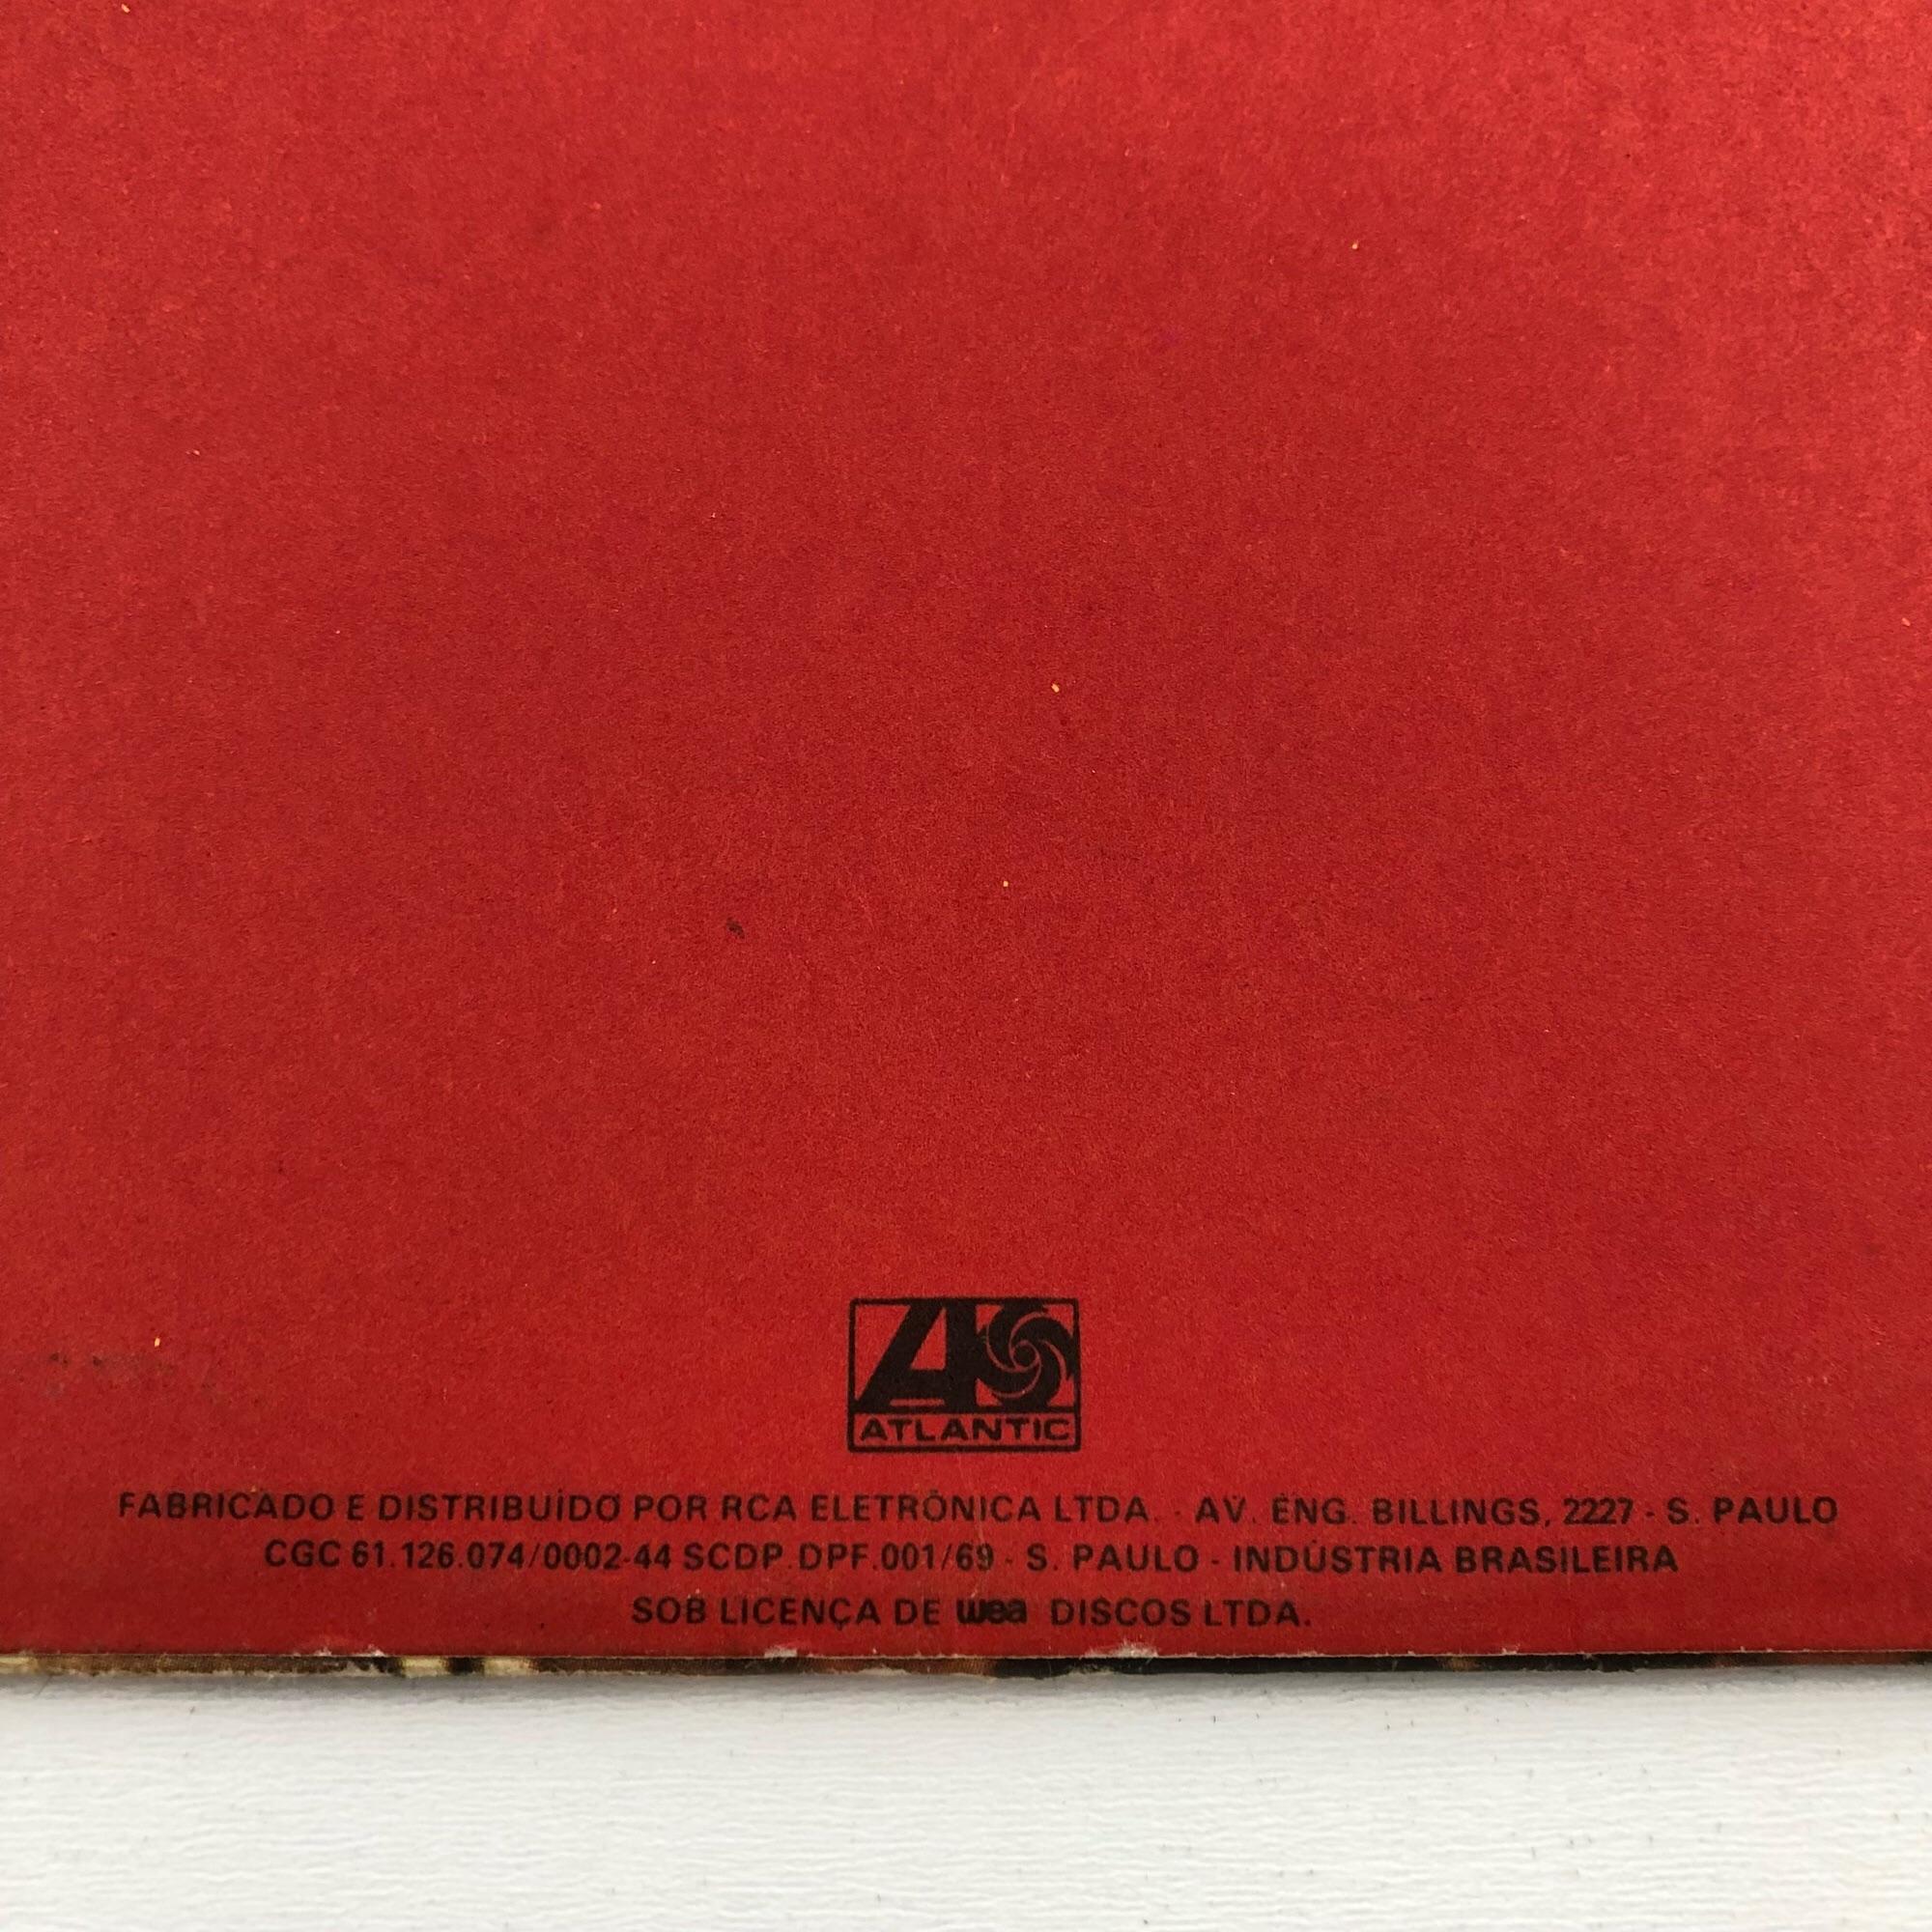 ATLANTIC
FABRICADO E DISTRIBUÍDO POR RCA ELETRÔNICA LTDA. - AV. ENG. BILLINGS, 2227 - S. PAULO
CGC 61.126.074/0002-44 SCDP.DPF.001/69 - S. PAULO - INDÚSTRIA BRASILEIRA
SOB LICENÇA DE wea DISCOS LTDA.